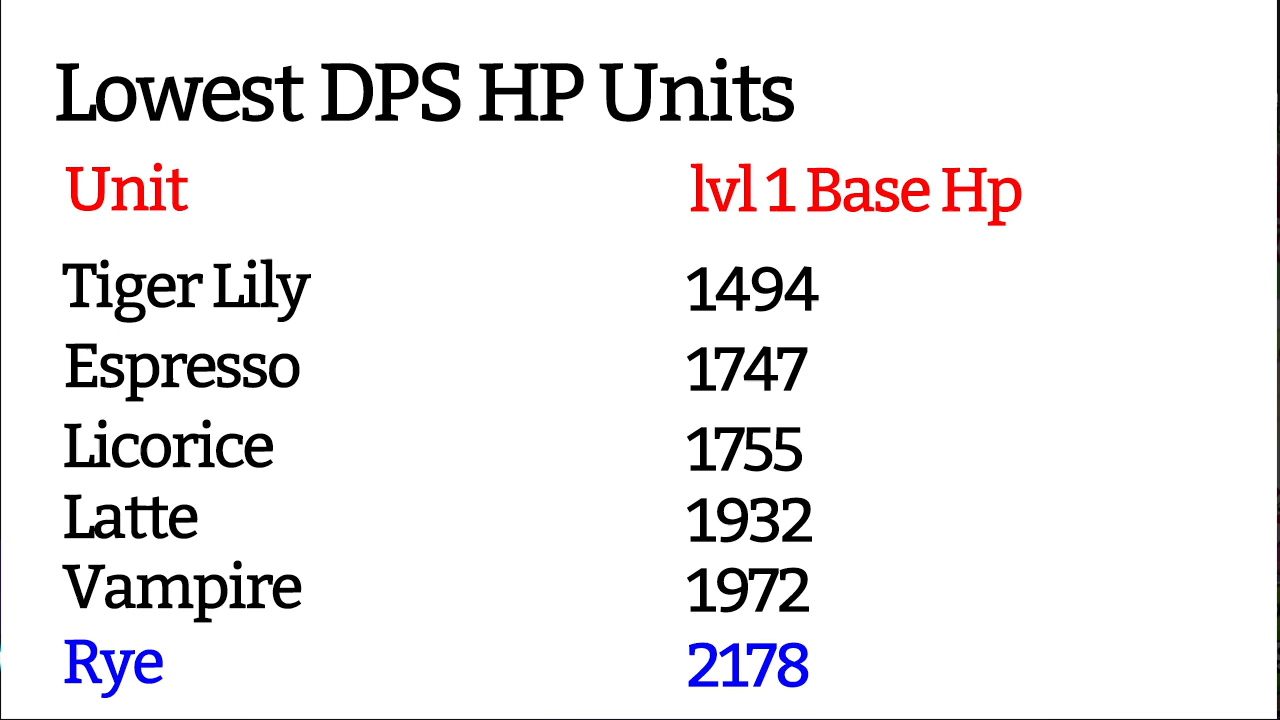 Lowest DPS HP Units
Unit lvl 1 Base Hp
Tiger Lily 1494
Espresso 1747
Licorice 1755
Latte 1932
Vampire 1972
Rye 2178